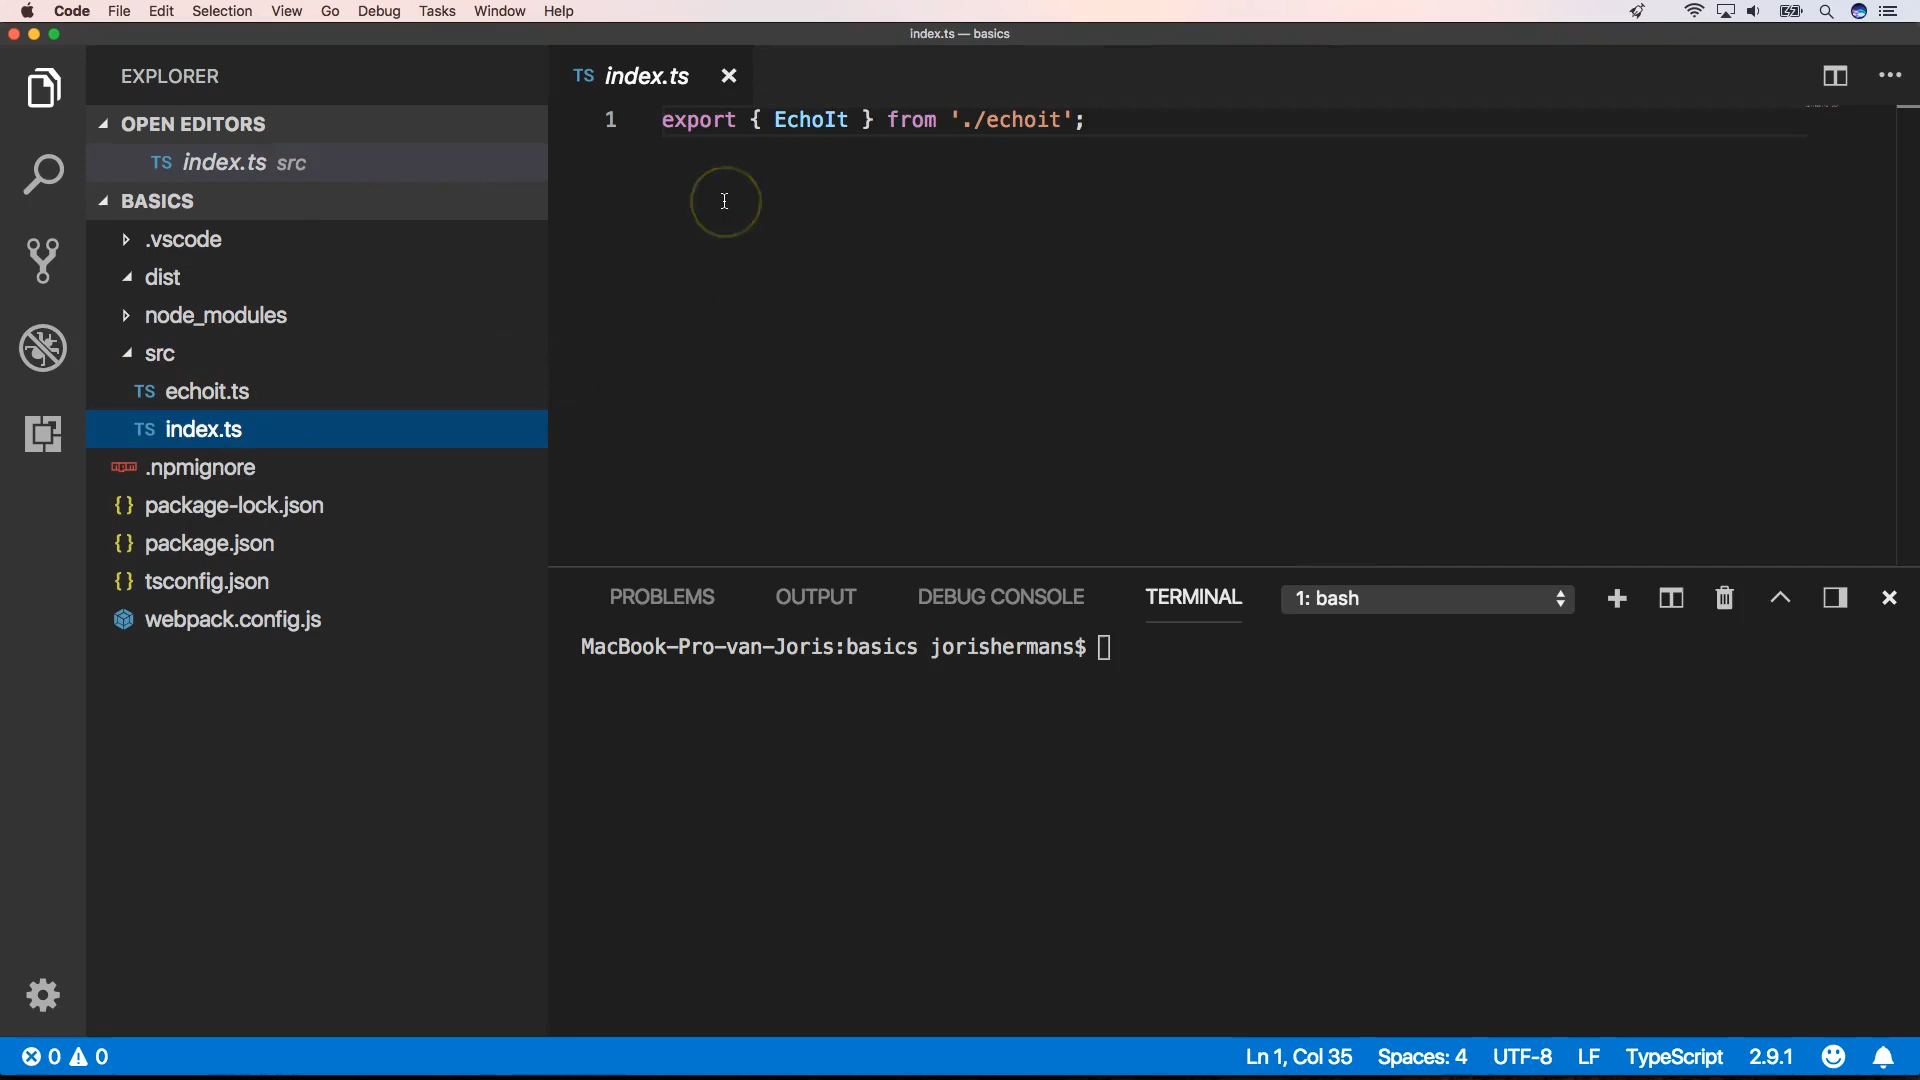 Code File Edit Selection View Go Debug Tasks Window Help
index.ts — basics
EXPLORER
OPEN EDITORS
TS index.ts src
BASICS
.vscode
dist
node_modules
src
TS echoit.ts
TS index.ts
npm .npmignore
{} package-lock.json
{} package.json
{} tsconfig.json
webpack.config.js
TS index.ts
1 export { EchoIt } from './echoit';
PROBLEMS OUTPUT DEBUG CONSOLE TERMINAL 1: bash
MacBook-Pro-van-Joris:basics jorishermans$
0 0 Ln 1, Col 35 Spaces: 4 UTF-8 LF TypeScript 2.9.1